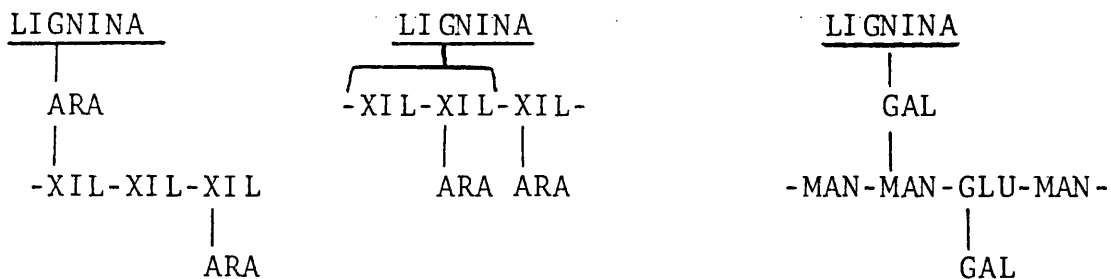 LIGNINA LIGNINA LIGNINA
ARA -XIL-XIL-XIL- GAL
-XIL-XIL-XIL ARA ARA -MAN-MAN-GLU-MAN-
ARA GAL